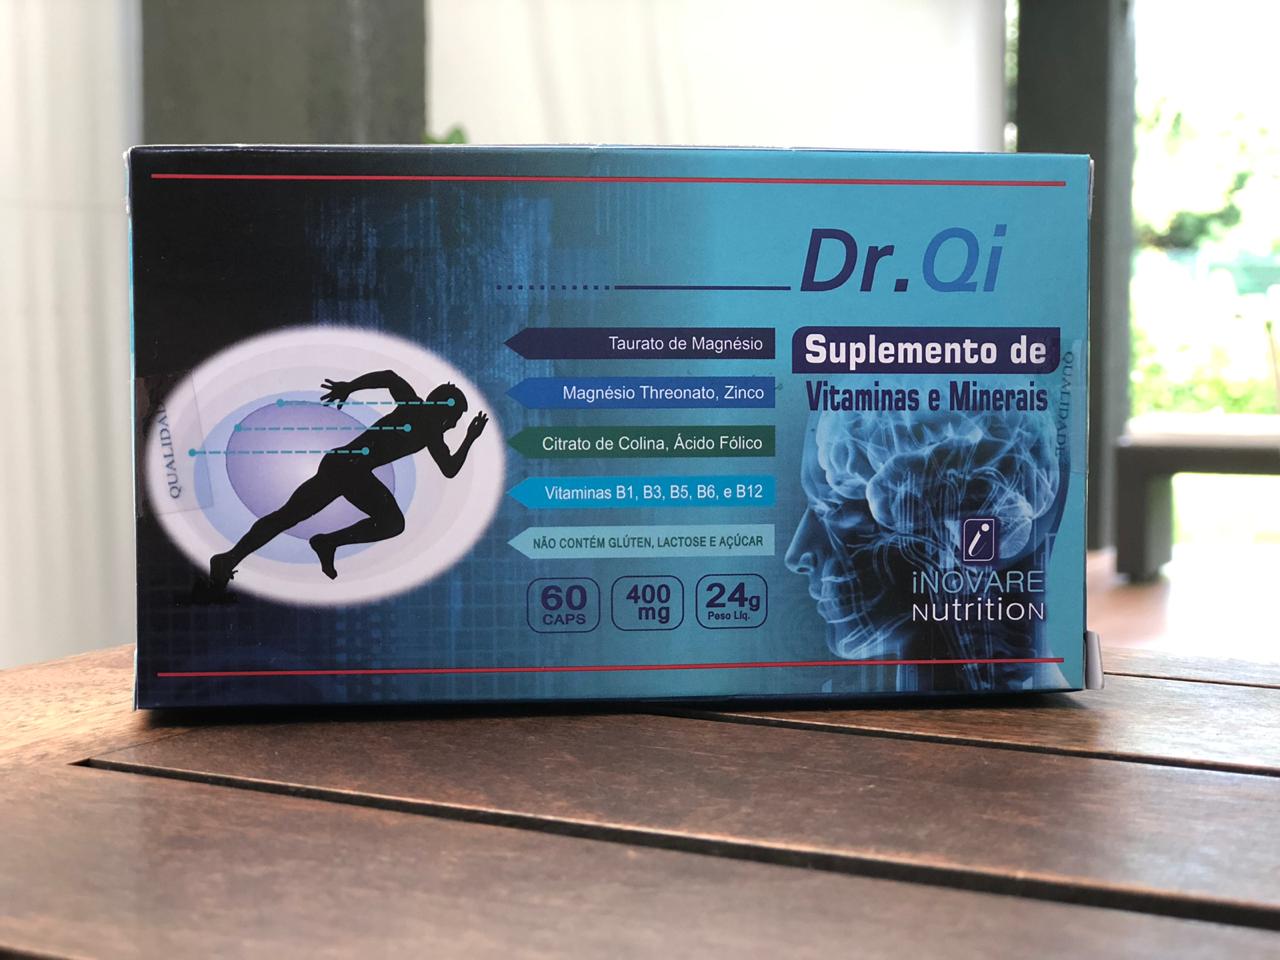 Dr.Qi
Suplemento de
Vitaminas e Minerais
Taurato de Magnésio
Magnésio Threonato, Zinco
Citrato de Colina, Ácido Fólico
Vitaminas B1, B3, B5, B6, e B12
NÃO CONTÉM GLÚTEN, LACTOSE E AÇÚCAR
60
CAPS
400
mg
24g
Peso Líq.
i
iNOVARE
Nutrition
QUALIDADE
QUALIDADE